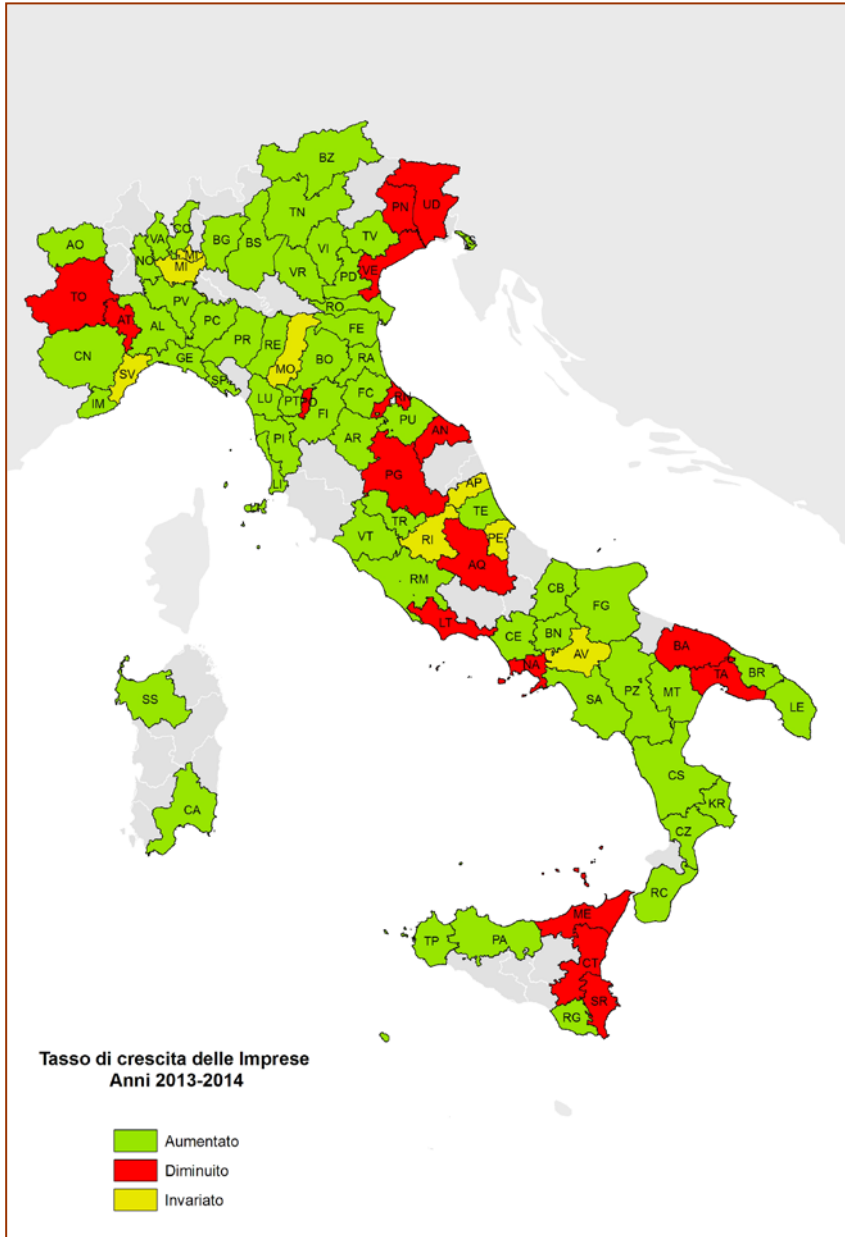 BZ
TN
PN
UD
CO
VA
BG
BS
VI
TV
AO
NO
MI
MI
VR
PD
VE
TO
RO
AT
PV
PC
AL
PR
RE
FE
CN
GE
MO
BO
RA
SV
SP
IM
LU
PT
PO
FI
FC
RN
PU
PI
AR
AN
LI
PG
AP
TE
TR
VT
RI
PE
AQ
RM
CB
FG
LT
CE
BN
AV
BA
NA
TA
BR
SA
PZ
MT
LE
SS
CS
CA
KR
CZ
RC
ME
TP
PA
CT
SR
RG
Tasso di crescita delle Imprese
Anni 2013-2014
Aumentato
Diminuito
Invariato